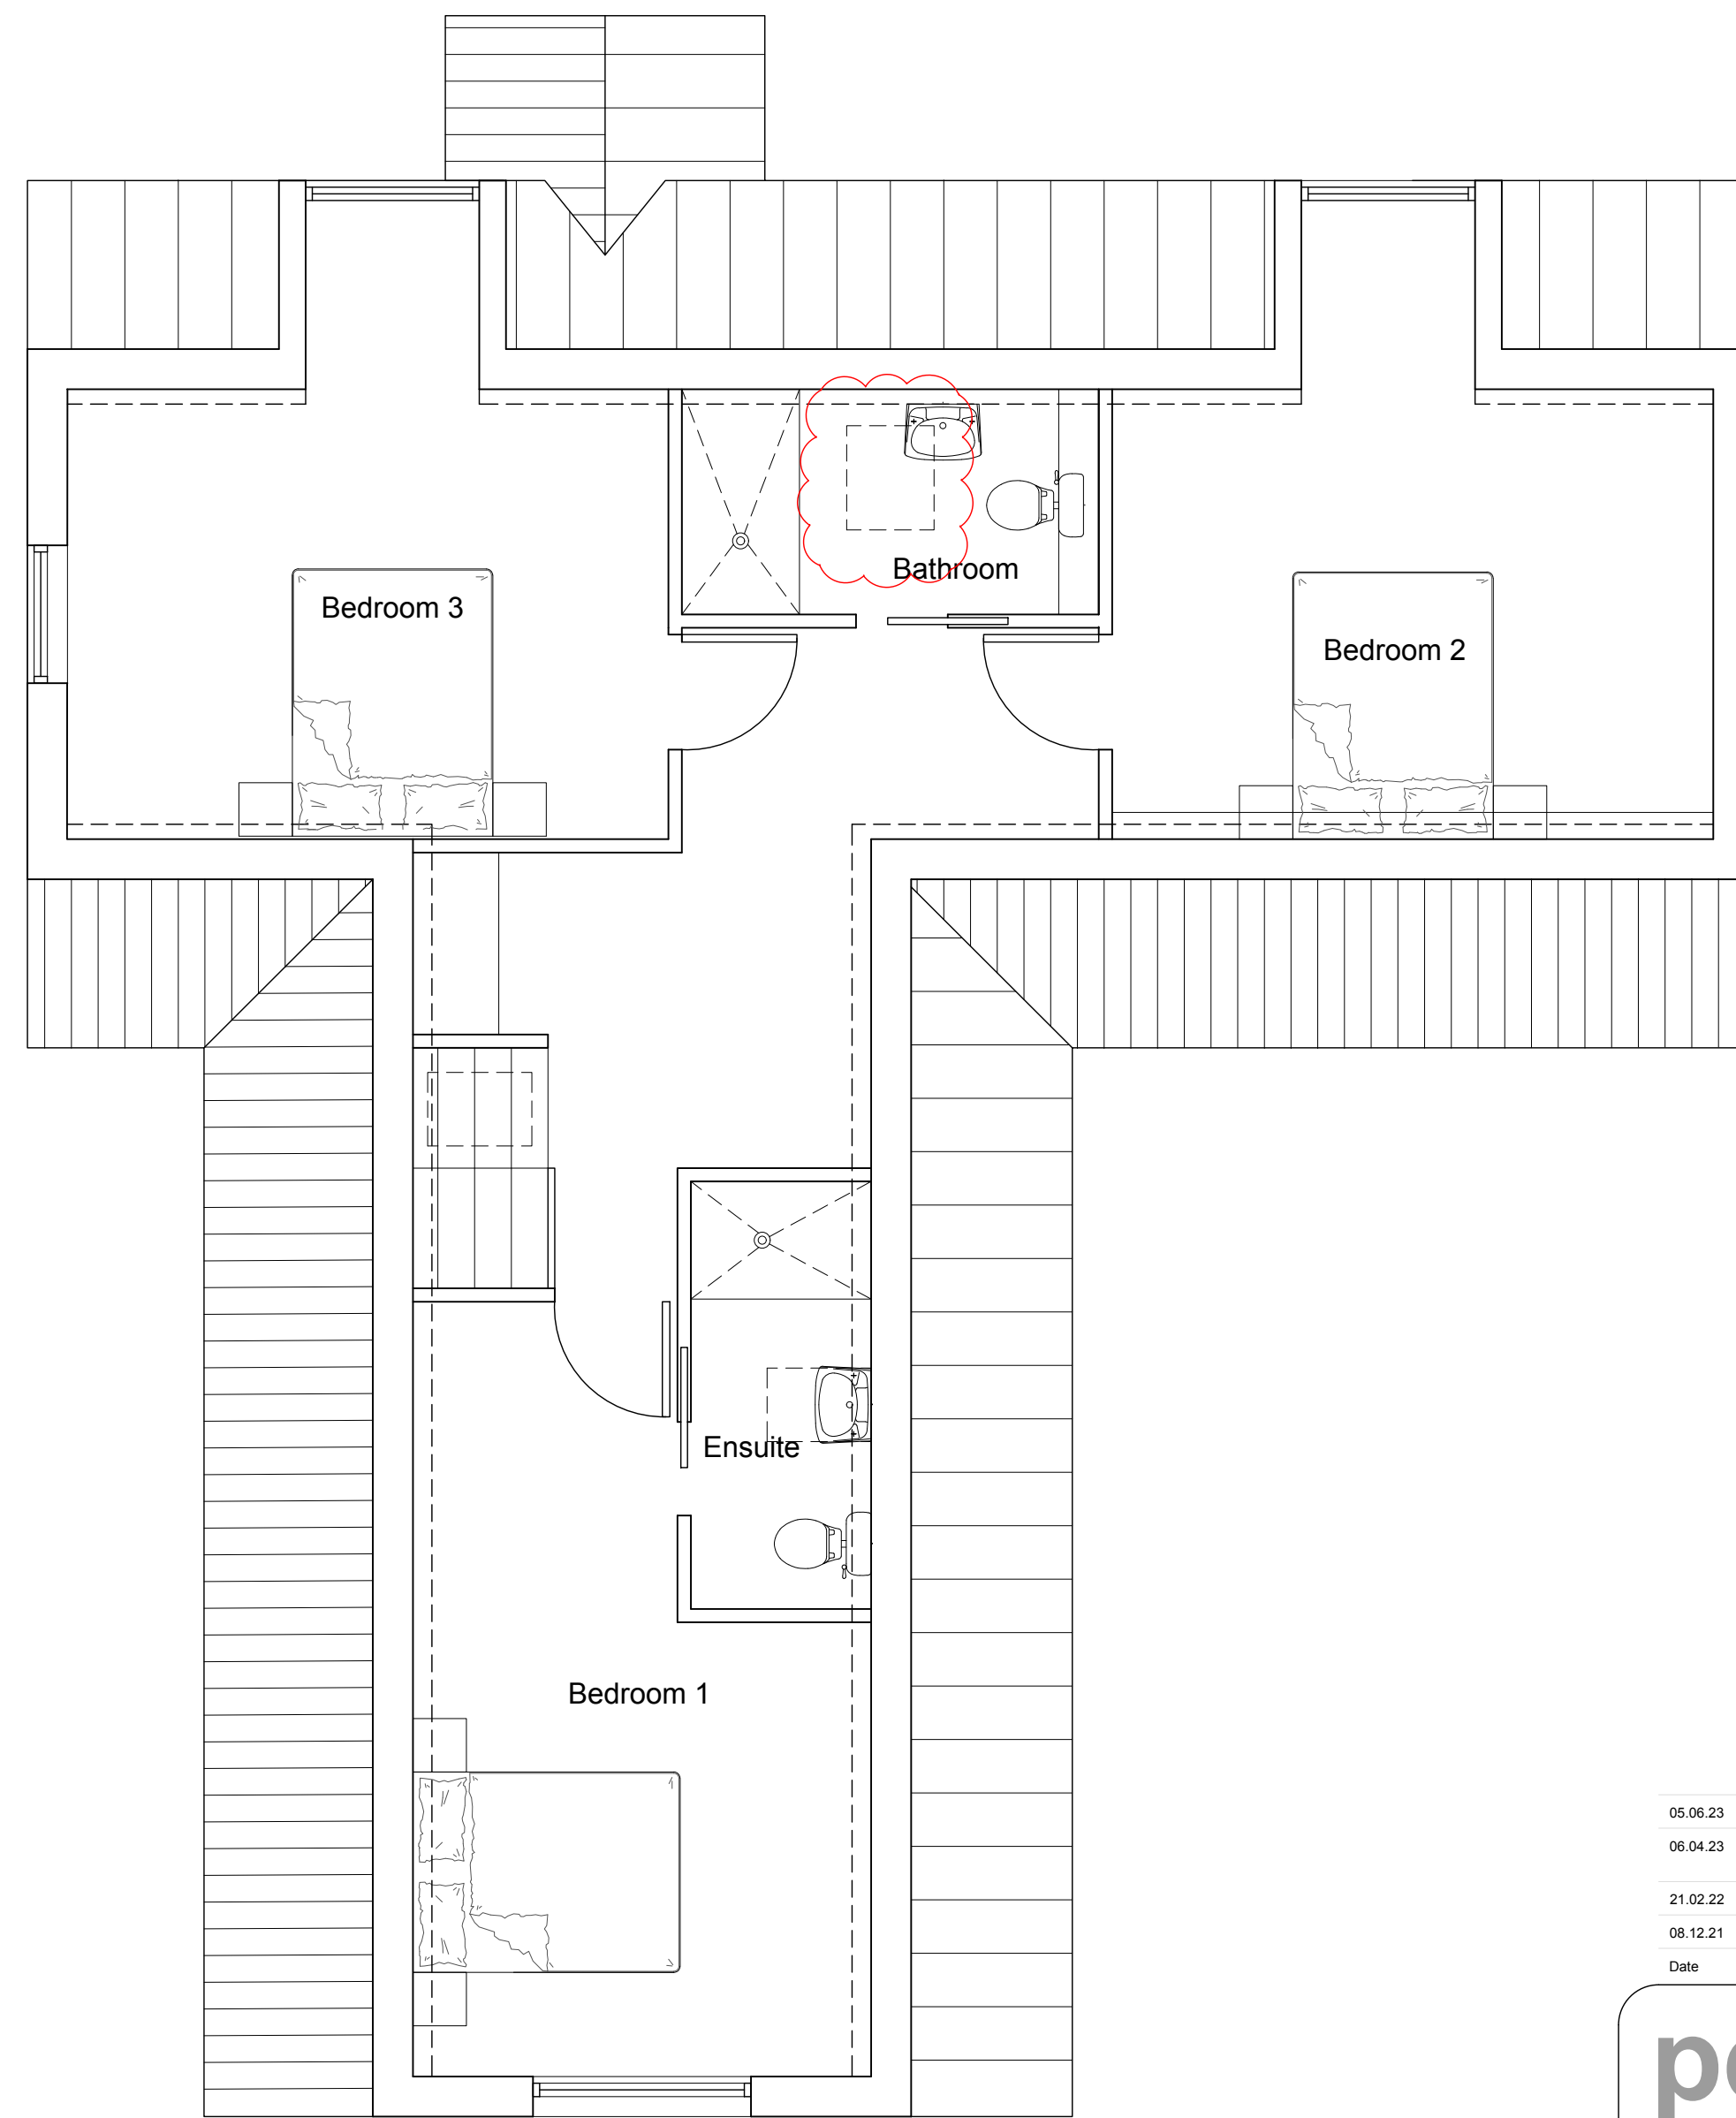 Bathroom
Bedroom 3
Bedroom 2
Ensuite
Bedroom 1
05.06.23
06.04.23
21.02.22
08.12.21
Date